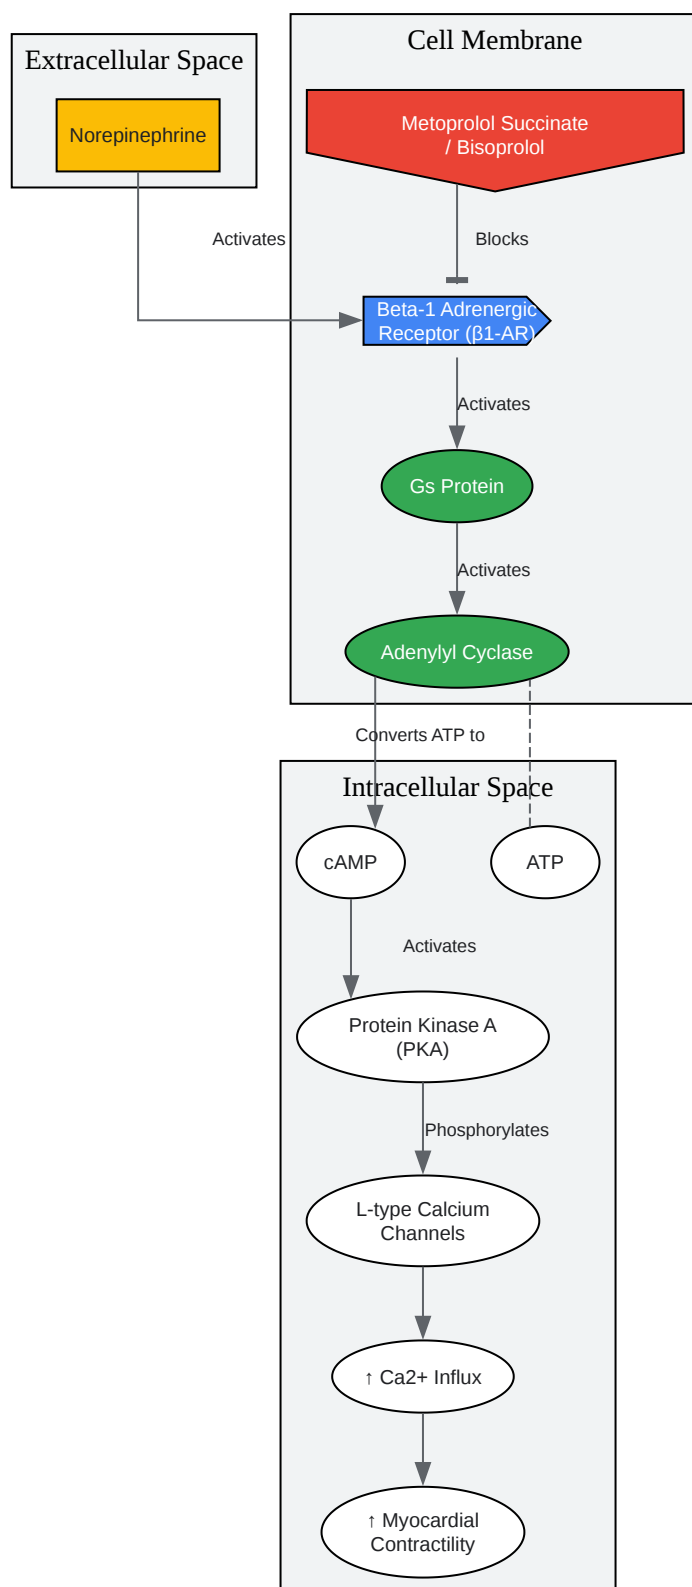 Extracellular Space
Norepinephrine
Cell Membrane
Metoprolol Succinate
/ Bisoprolol
Activates
Blocks
Beta-1 Adrenergic
Receptor (β1-AR)
Activates
Gs Protein
Activates
Adenylyl Cyclase
Converts ATP to
Intracellular Space
cAMP
ATP
Activates
Protein Kinase A
(PKA)
Phosphorylates
L-type Calcium
Channels
↑ Ca2+ Influx
↑ Myocardial
Contractility